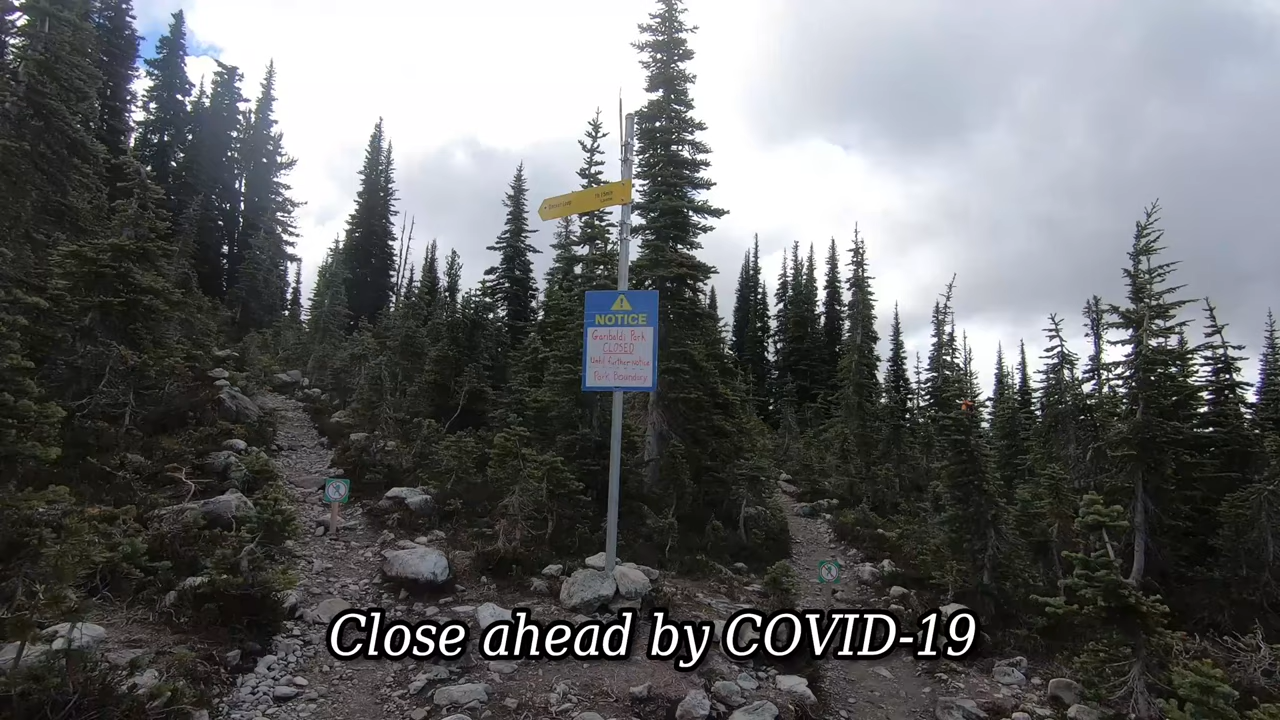 NOTICE
Garibaldi Park
CLOSED
Until further notice
Park Boundary
Close ahead by COVID-19